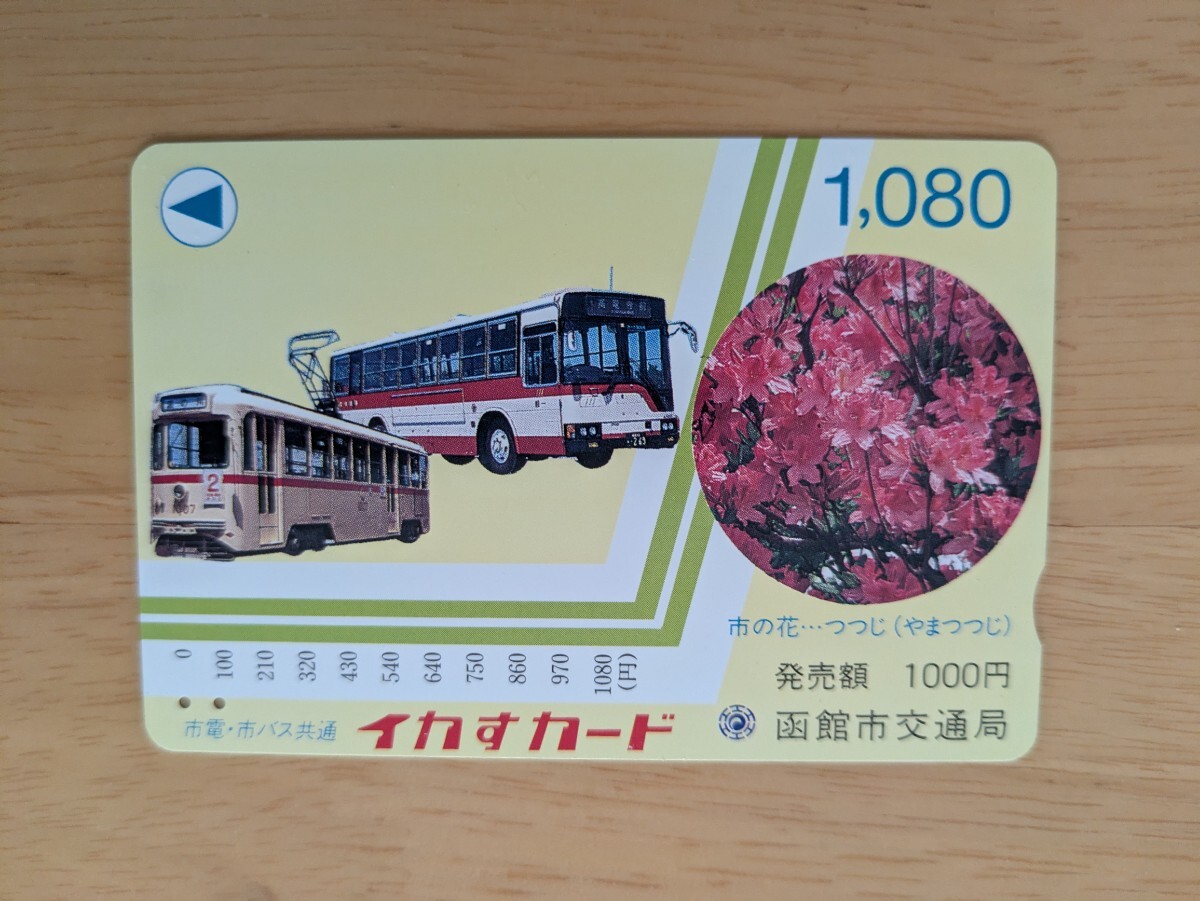 1,080
2
市の花…つつじ(やまつつじ)
0 100 210 320 430 540 640 750 860 970 1080(円)
発売額 1000円
市電・市バス共通 イカすカード
函館市交通局